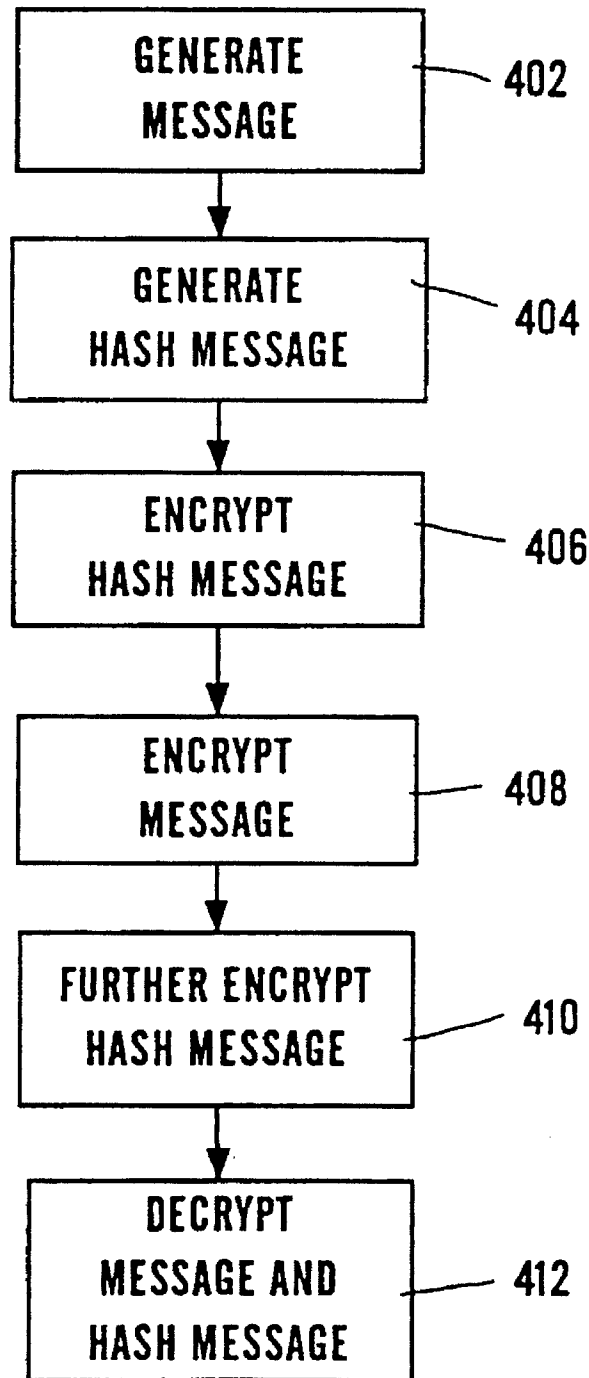 GENERATE
MESSAGE
402
GENERATE
HASH MESSAGE
404
ENCRYPT
HASH MESSAGE
406
ENCRYPT
MESSAGE
408
FURTHER ENCRYPT
HASH MESSAGE
410
DECRYPT
MESSAGE AND
HASH MESSAGE
412